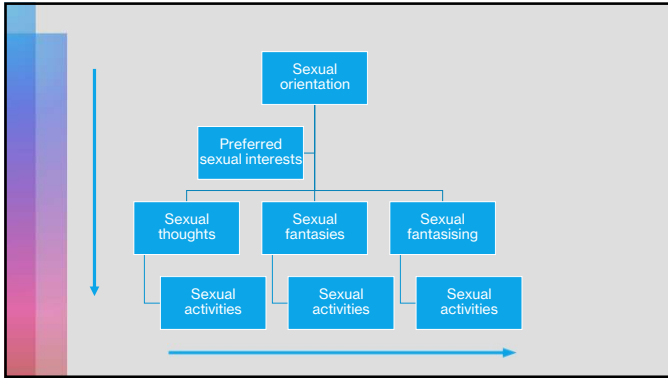 Sexual
orientation
Preferred
sexual interests
Sexual
thoughts
Sexual
fantasies
Sexual
fantasising
Sexual
activities
Sexual
activities
Sexual
activities